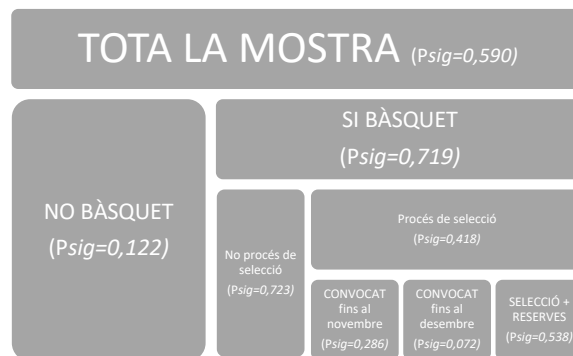 TOTA LA MOSTRA (Psig=0,590)
SI BÀSQUET
(Psig=0,719)
NO BÀSQUET
(Psig=0,122)
No procés de
selecció
(Psig=0,723)
Procés de selecció
(Psig=0,418)
CONVOCAT
fins al
novembre
(Psig=0,286)
CONVOCAT
fins al
desembre
(Psig=0,072)
SELECCIÓ +
RESERVES
(Psig=0,538)